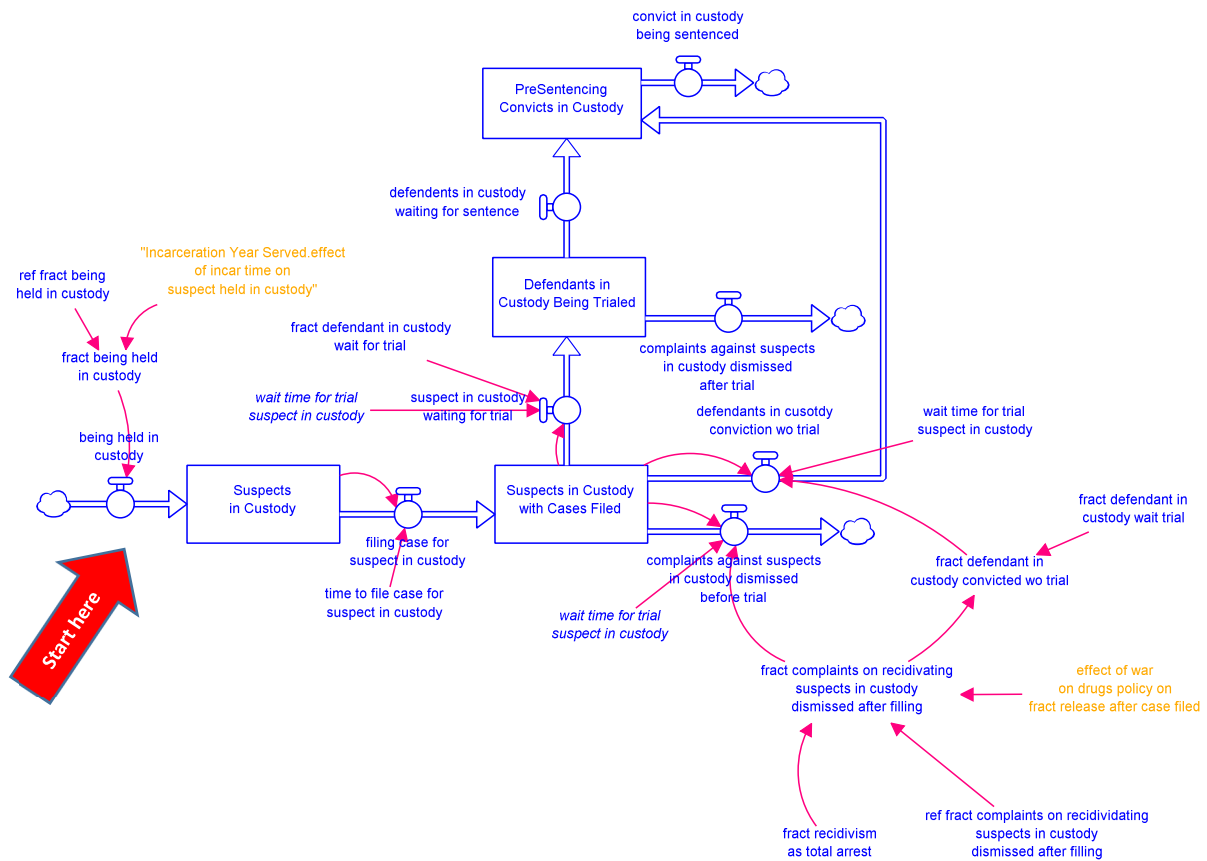 convict in custody
being sentenced
PreSentencing
Convicts in Custody
defendents in custody
waiting for sentence
"Incarceration Year Served.effect
of incar time on
suspect held in custody"
ref fract being
held in custody
Defendants in
Custody Being Trialed
fract defendant in custody
wait for trial
complaints against suspects
in custody dismissed
after trial
fract being held
in custody
wait time for trial
suspect in custody
suspect in custody
waiting for trial
defendants in cusotdy
conviction wo trial
wait time for trial
suspect in custody
being held in
custody
Suspects
in Custody
Suspects in Custody
with Cases Filed
fract defendant in
custody wait trial
filing case for
suspect in custody
complaints against suspects
in custody dismissed
before trial
fract defendant in
custody convicted wo trial
time to file case for
suspect in custody
wait time for trial
suspect in custody
Start here
fract complaints on recidivating
suspects in custody
dismissed after filling
effect of war
on drugs policy on
fract release after case filed
fract recidivism
as total arrest
ref fract complaints on recidividating
suspects in custody
dismissed after filling